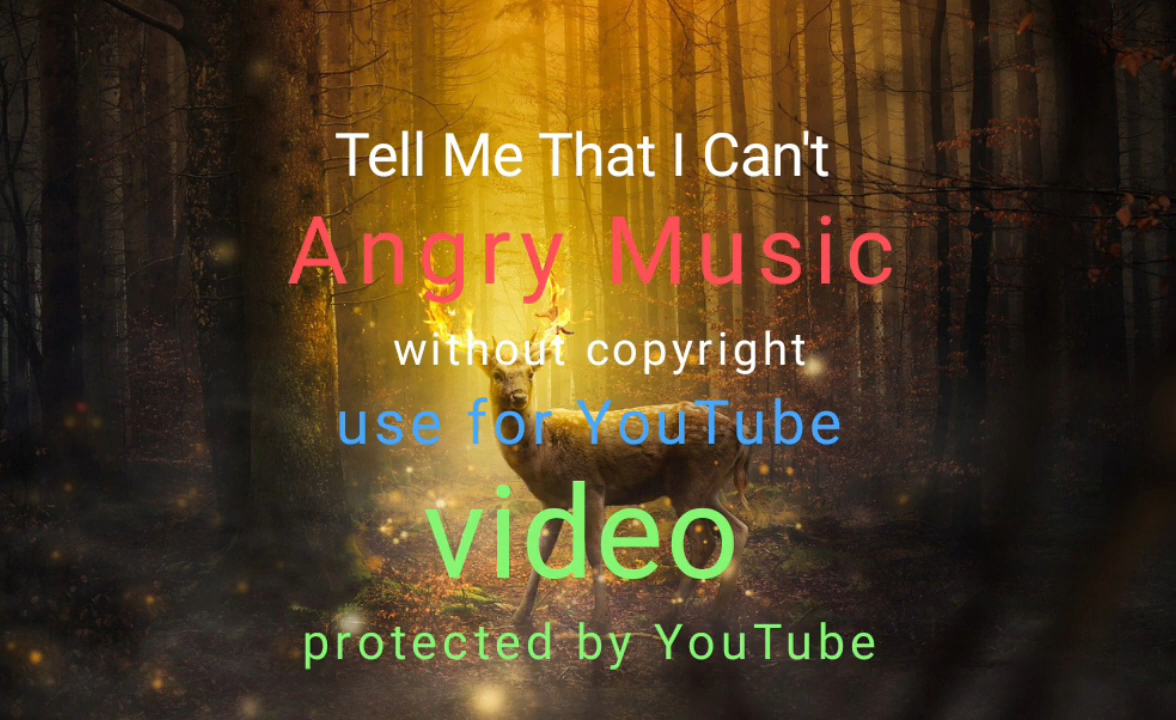 Tell Me That I Can't
Angry Music
without copyright
use for YouTube
video
protected by YouTube